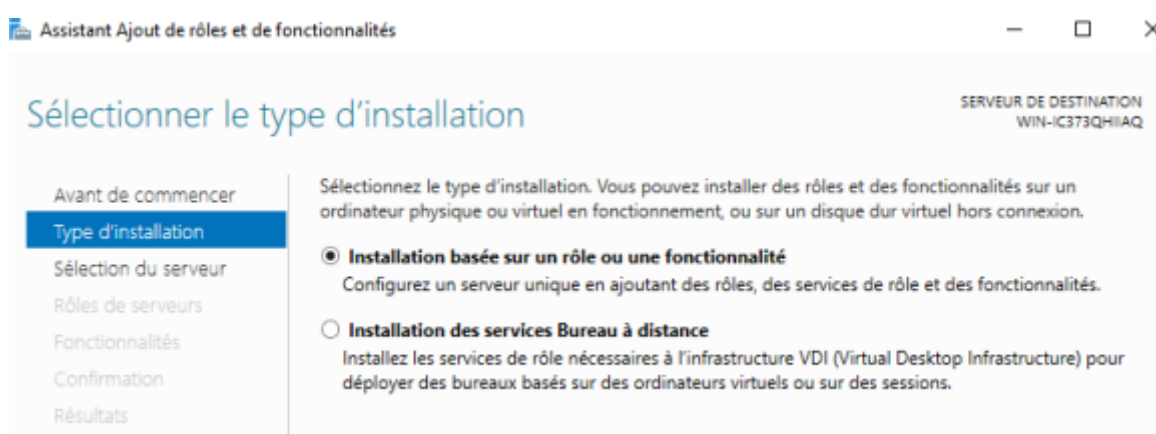 Assistant Ajout de rôles et de fonctionnalités
Sélectionner le type d'installation
SERVEUR DE DESTINATION
WIN-IC373QHIIAQ
Avant de commencer
Type d'installation
Sélection du serveur
Rôles de serveurs
Fonctionnalités
Confirmation
Résultats
Sélectionnez le type d'installation. Vous pouvez installer des rôles et des fonctionnalités sur un
ordinateur physique ou virtuel en fonctionnement, ou sur un disque dur virtuel hors connexion.
Installation basée sur un rôle ou une fonctionnalité
Configurez un serveur unique en ajoutant des rôles, des services de rôle et des fonctionnalités.
Installation des services Bureau à distance
Installez les services de rôle nécessaires à l'infrastructure VDI (Virtual Desktop Infrastructure) pour
déployer des bureaux basés sur des ordinateurs virtuels ou sur des sessions.